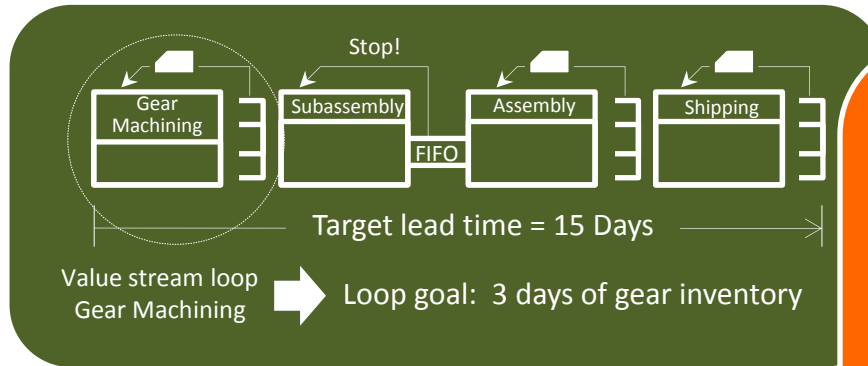 Stop!
Gear
Machining
Subassembly
FIFO
Assembly
Shipping
Target lead time = 15 Days
Value stream loop
Gear Machining
Loop goal: 3 days of gear inventory